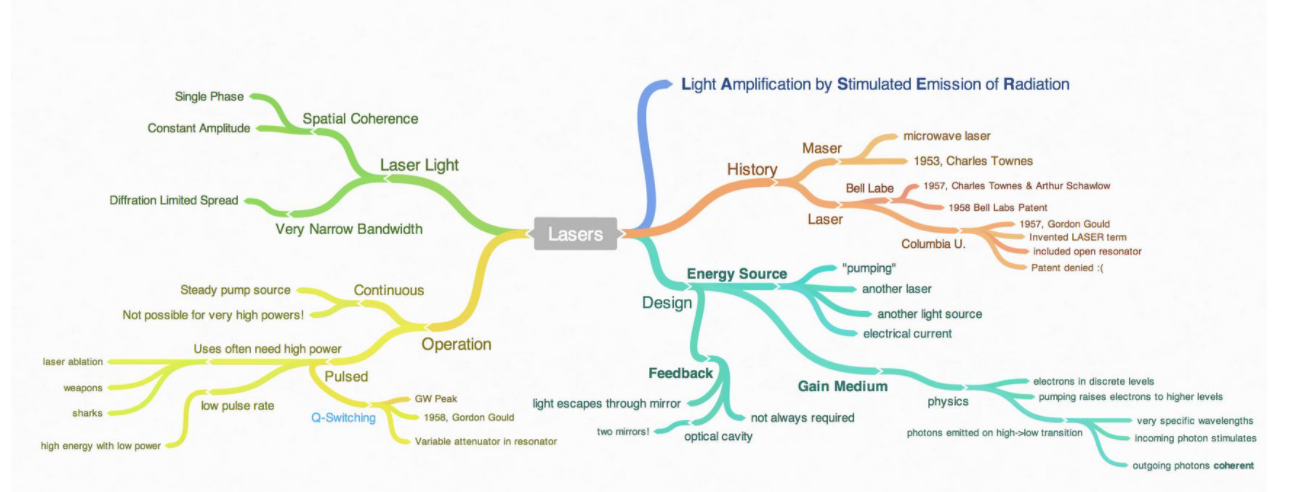 Lasers
Light Amplification by Stimulated Emission of Radiation
History
Maser
microwave laser
1953, Charles Townes
Laser
Bell Labe
1957, Charles Townes & Arthur Schawlow
1958 Bell Labs Patent
Columbia U.
1957, Gordon Gould
Invented LASER term
included open resonator
Patent denied :(
Design
Energy Source
"pumping"
another laser
another light source
electrical current
Gain Medium
physics
electrons in discrete levels
pumping raises electrons to higher levels
photons emitted on high->low transition
very specific wavelengths
incoming photon stimulates
outgoing photons coherent
Feedback
light escapes through mirror
optical cavity
two mirrors!
not always required
Laser Light
Spatial Coherence
Single Phase
Constant Amplitude
Very Narrow Bandwidth
Diffration Limited Spread
Operation
Continuous
Steady pump source
Not possible for very high powers!
Pulsed
Uses often need high power
laser ablation
weapons
sharks
low pulse rate
high energy with low power
Q-Switching
GW Peak
1958, Gordon Gould
Variable attenuator in resonator